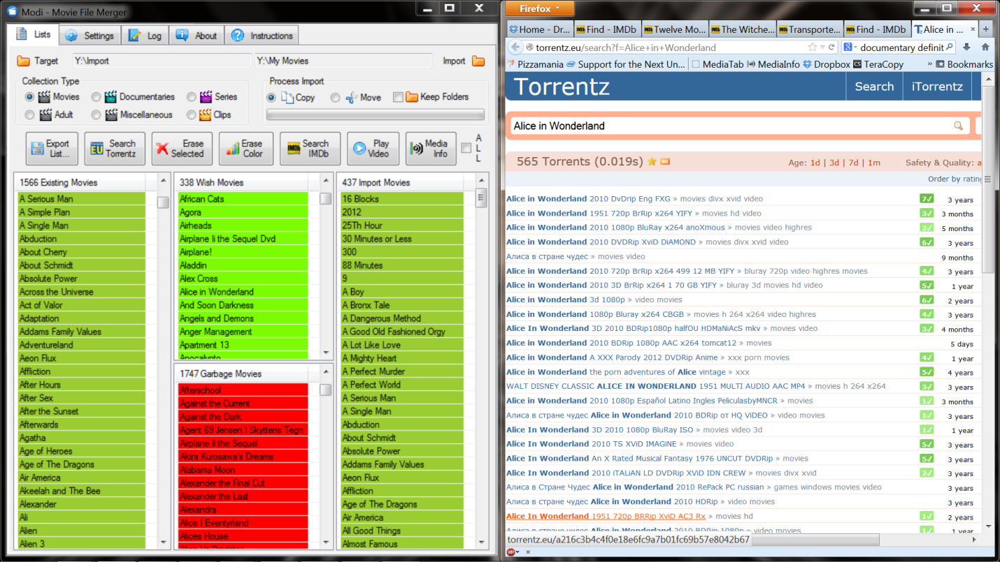 Modi - Movie File Merger
Lists Settings Log About Instructions
Target Y:\Import Y:\My Movies Import
Collection Type Process Import
Movies Documentaries Series Copy Move Keep Folders
Adult Miscellaneous Clips
Export List... Search Torrentz Erase Selected Erase Color Search IMDb Play Video Media Info ALL
1566 Existing Movies
A Serious Man
A Simple Plan
A Single Man
Abduction
About Cherry
About Schmidt
Absolute Power
Across the Universe
Act of Valor
Adaptation
Addams Family Values
Adventureland
Aeon Flux
Affliction
After Hours
After Sex
After the Sunset
Afterwards
Agatha
Age of Heroes
Age of The Dragons
Air America
Akeelah and The Bee
Alexander
Ali
Alien
Alien 3
338 Wish Movies
African Cats
Agora
Airheads
Airplane Ii the Sequel Dvd
Airplane!
Aladdin
Alex Cross
Alice in Wonderland
And Soon Darkness
Angels and Demons
Anger Management
Apartment 13
Apocalypto
1747 Garbage Movies
Afterschool
Against the Current
Against the Dark
Agent 69 Jensen I Skyttens Tegn
Airplane Ii the Sequel
Akira Kurosawa's Dreams
Alabama Moon
Alexander the Final Cut
Alexander the Last
Alexandra
Alice I Eventyrland
Alices House
437 Import Movies
16 Blocks
2012
25Th Hour
30 Minutes or Less
300
88 Minutes
9
A Boy
A Bronx Tale
A Dangerous Method
A Good Old Fashioned Orgy
A Lot Like Love
A Mighty Heart
A Perfect Murder
A Perfect World
A Serious Man
A Single Man
Abduction
About Schmidt
Absolute Power
Addams Family Values
Aeon Flux
Affliction
Age of The Dragons
Air America
All Good Things
Almost Famous
Firefox
Home - Dr... Find - IMDb Twelve Mo... The Witche... Transporte... Find - IMDb Alice in ...
torrentz.eu/search?f=Alice+in+Wonderland documentary definit
Pizzamania Support for the Next Un... MediaTab MediaInfo Dropbox TeraCopy » Bookmarks
Torrentz Search iTorrentz
Alice in Wonderland
565 Torrents (0.019s) Age: 1d | 3d | 7d | 1m Safety & Quality: a
Order by rating
Alice in Wonderland 2010 DvDrip Eng FXG » movies divx xvid video 7✓ 3 years
Alice in Wonderland 1951 720p BrRip x264 YIFY » movies hd video 3✓ 3 months
Alice in Wonderland 2010 1080p BluRay x264 anoXmous » movies video highres 2✓ 5 months
Alice in Wonderland 2010 DVDRip XviD DiAMOND » movies divx xvid video 6✓ 3 years
Алиса в стране чудес » movies video 9 months
Alice in Wonderland 2010 720p BrRip x264 499 12 MB YIFY » bluray 720p video highres movies 4✓ 3 years
Alice in Wonderland 2010 3D BrRip x264 1 70 GB YIFY » bluray 3d movies hd video 5✓ 1 year
Alice in Wonderland 3d 1080p » video movies 6✓ 2 years
Alice in Wonderland 1080p Bluray x264 CBGB » movies h 264 x264 video highres 4✓ 3 years
Alice In Wonderland 3D 2010 BDRip1080p halfOU HDMaNiAcS mkv » movies video 3✓ 4 months
Alice in Wonderland 2010 BDRip 1080p AAC x264 tomcat12 » movies 5 days
Alice in Wonderland A XXX Parody 2012 DVDRip Anime » xxx porn movies 4✓ 1 year
Alice in Wonderland the porn adventures of Alice vintage » xxx 5✓ 4 years
WALT DISNEY CLASSIC ALICE IN WONDERLAND 1951 MULTI AUDIO AAC MP4 » movies h 264 x264 3✓ 3 years
Alice in Wonderland 2010 1080p Español Latino Ingles PeliculasbyMNCR » movies 1✓ 3 months
Алиса в стране чудес Alice in Wonderland 2010 BDRip от HQ ViDEO » video movies 1✓ 3 years
Alice In Wonderland 3D 2010 1080p BluRay ISO » movies video 3d 1✓ 1 year
Alice in Wonderland 2010 TS XViD IMAGiNE » movies video 5✓ 3 years
Alice In Wonderland An X Rated Musical Fantasy 1976 UNCUT DVDRip » movies 5✓ 3 years
Alice in Wonderland 2010 iTALiAN LD DVDRip XViD IDN CREW » movies divx xvid 2✓ 3 years
Алиса в Стране Чудес Alice in Wonderland 2010 RePack PC russian » games windows movies video 3 years
Алиса в стране чудес Alice in Wonderland 2010 HDRip » video movies 3 years
Alice In Wonderland 1951 720p BRRip XviD AC3 Rx » movies hd 1✓ 2 years
Алиса в стране чудес Alice in Wonderland 2010 BDRip 1080p » video movies 1✓ 1 year
torrentz.eu/a216c3b4c4f0e18e6fc9a7b01fc69b57e8042b67